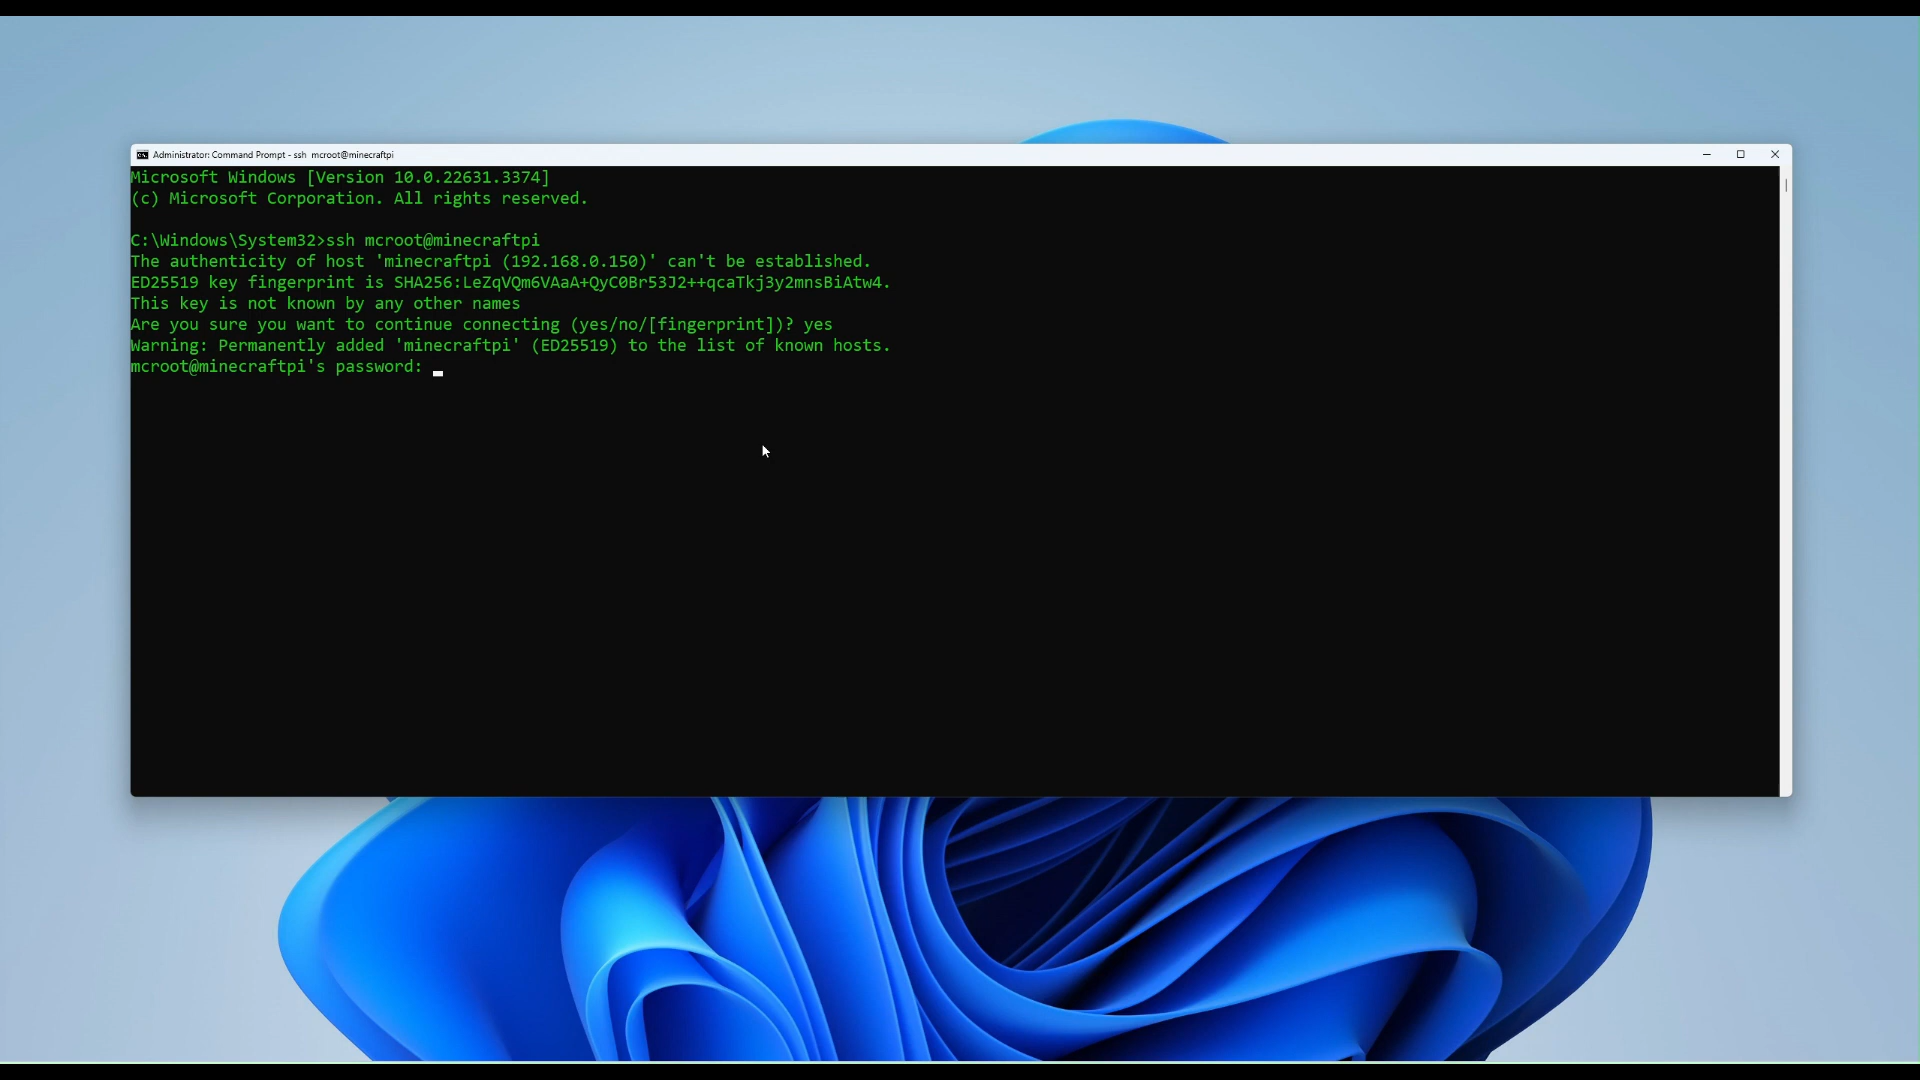 Administrator: Command Prompt - ssh  mcroot@minecraftpi
Microsoft Windows [Version 10.0.22631.3374]
(c) Microsoft Corporation. All rights reserved.
C:\Windows\System32>ssh mcroot@minecraftpi
The authenticity of host 'minecraftpi (192.168.0.150)' can't be established.
ED25519 key fingerprint is SHA256:LeZqVQm6VAaA+QyC0Br53J2++qcaTkj3y2mnsBiAtw4.
This key is not known by any other names
Are you sure you want to continue connecting (yes/no/[fingerprint])? yes
Warning: Permanently added 'minecraftpi' (ED25519) to the list of known hosts.
mcroot@minecraftpi's password: